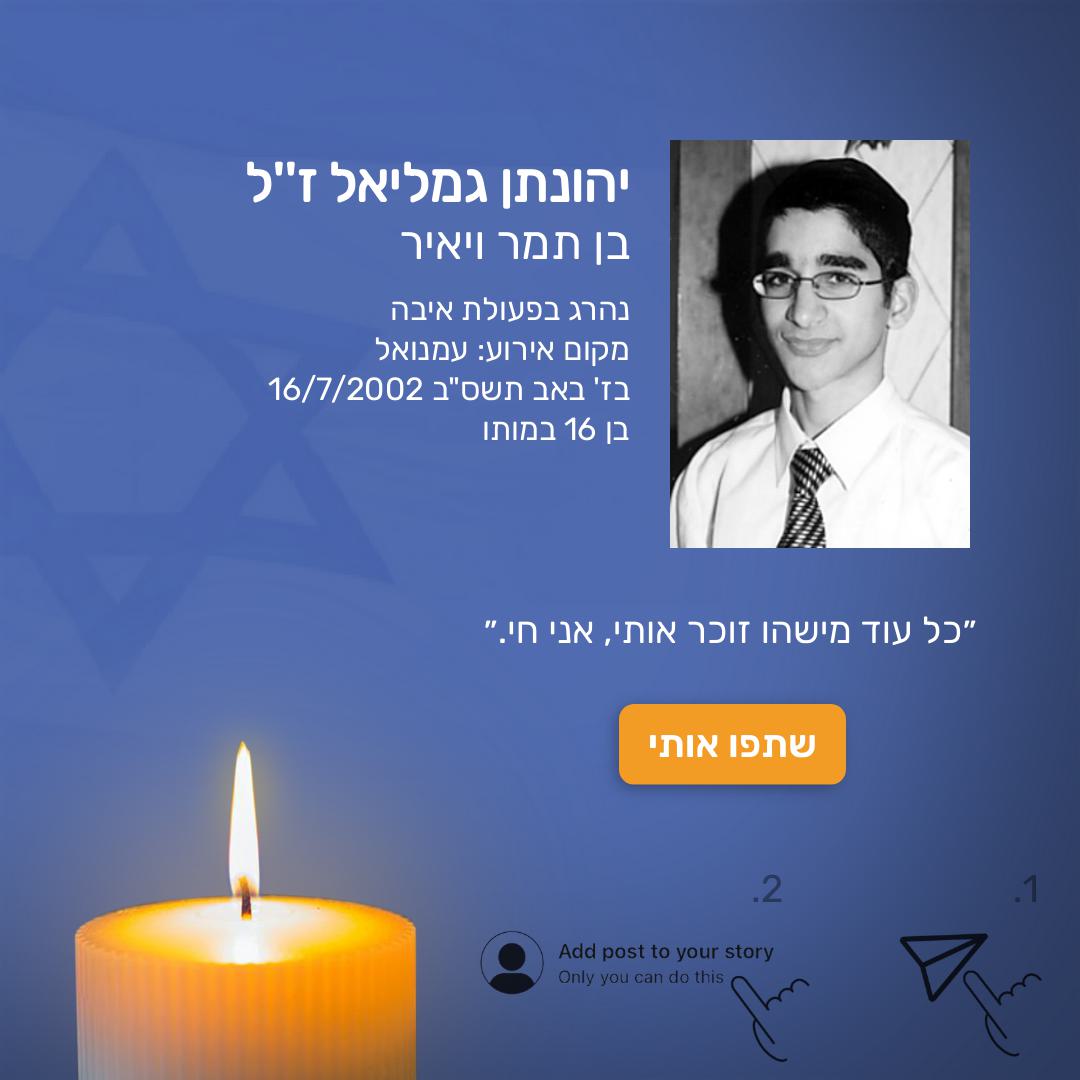 יהונתן גמליאל ז"ל
בן תמר ויאיר
נהרג בפעולת איבה
מקום אירוע: עמנואל
בז' באב תשס"ב 16/7/2002
בן 16 במותו
״כל עוד מישהו זוכר אותי, אני חי.״
שתפו אותי
.1
.2
Add post to your story
Only you can do this